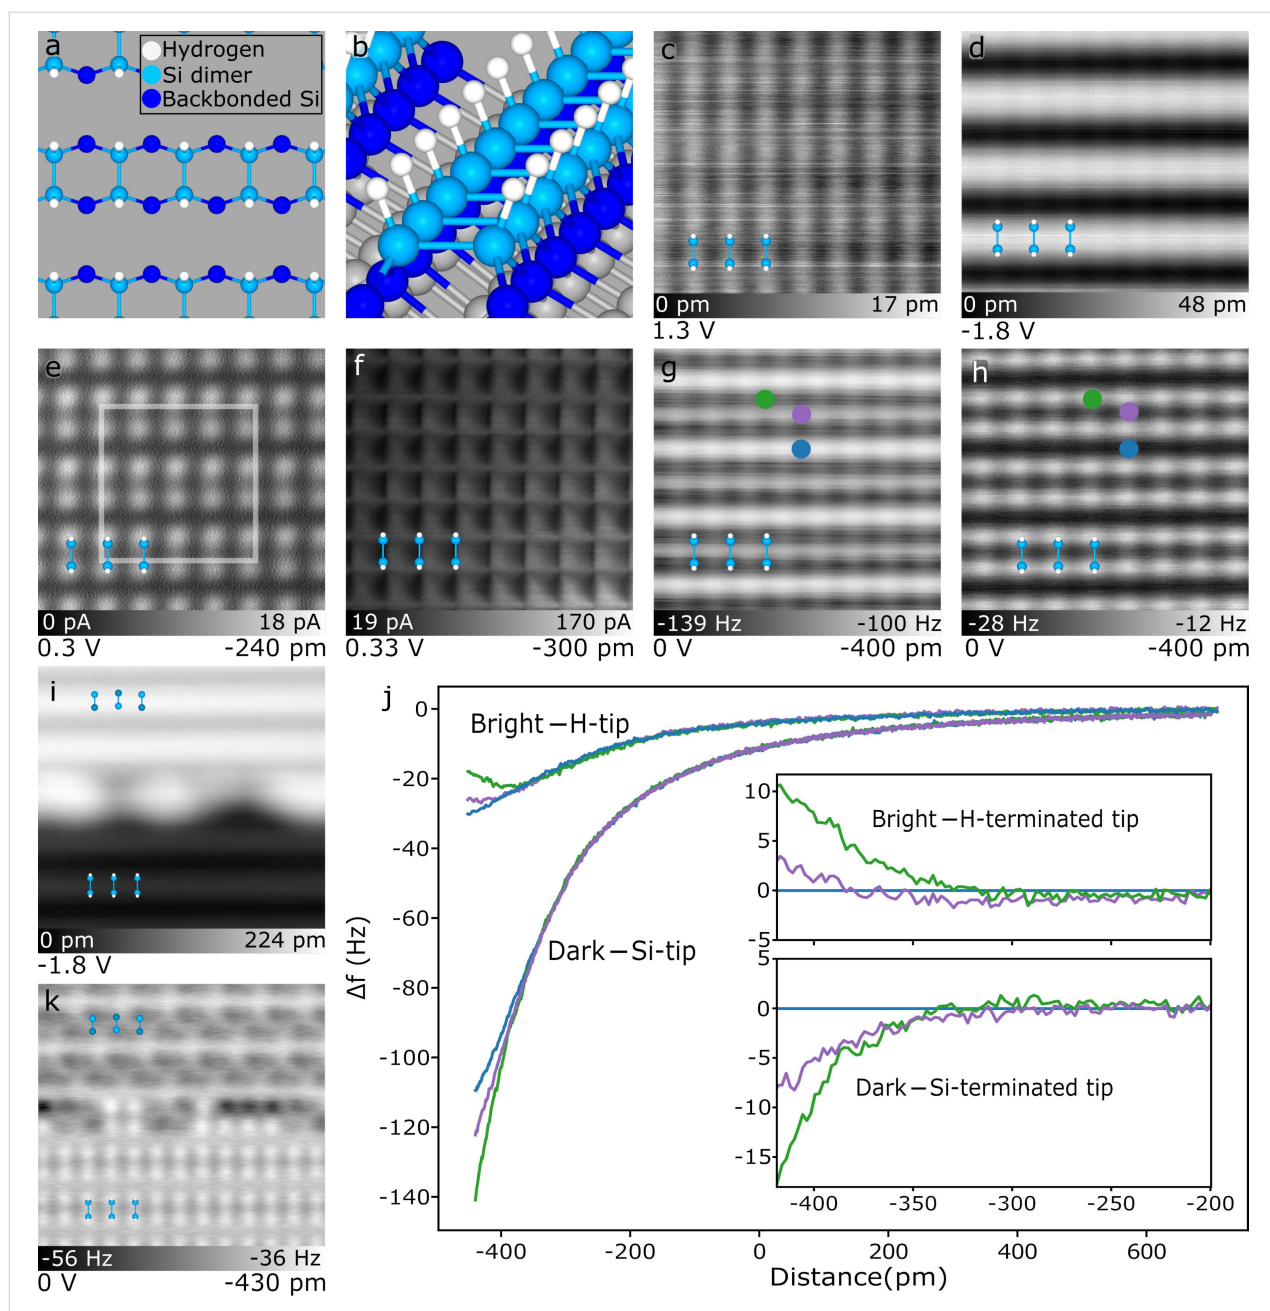 a
Hydrogen
Si dimer
Backbonded Si
b
c
0 pm 17 pm
1.3 V
d
0 pm 48 pm
-1.8 V
e
0 pA 18 pA
0.3 V -240 pm
f
19 pA 170 pA
0.33 V -300 pm
g
-139 Hz -100 Hz
0 V -400 pm
h
-28 Hz -12 Hz
0 V -400 pm
i
0 pm 224 pm
-1.8 V
k
-56 Hz -36 Hz
0 V -430 pm
j
0
-20
-40
-60
-80
-100
-120
-140
Δf (Hz)
Bright－H-tip
Dark－Si-tip
10
5
0
-5
Bright－H-terminated tip
5
0
-5
-10
-15
Dark－Si-terminated tip
-400 -350 -300 -250 -200
-400 -200 0 200 400 600
Distance(pm)